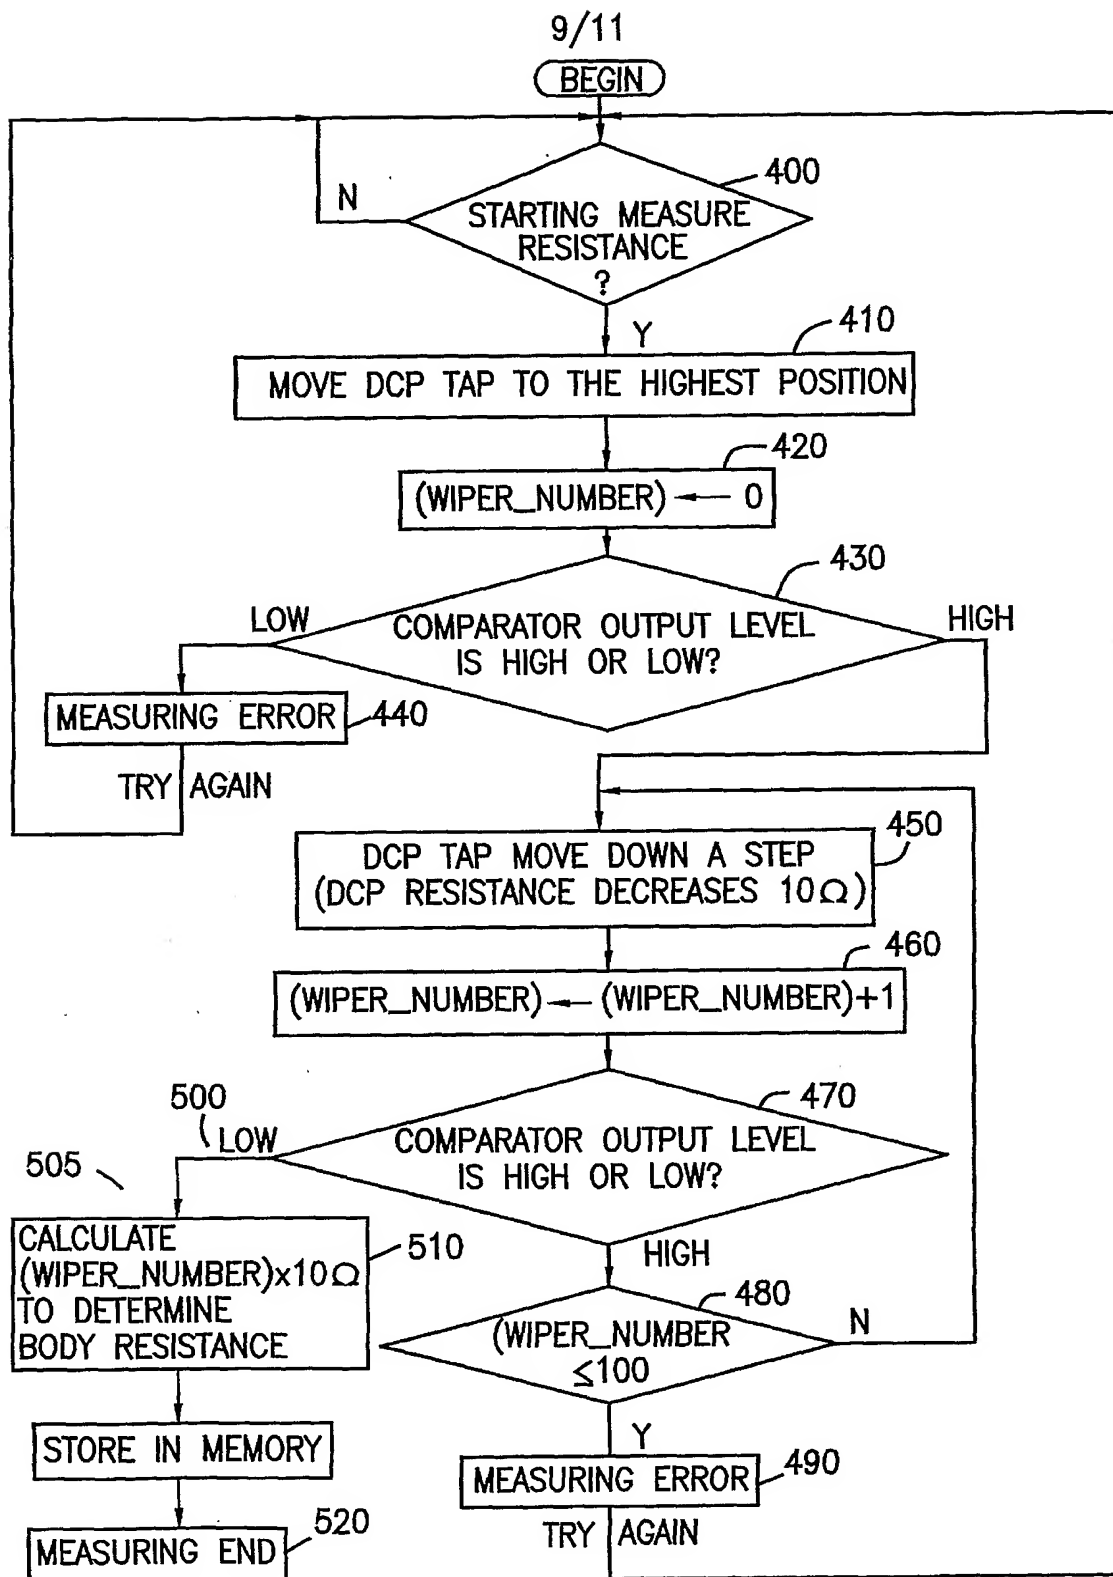 9/11
BEGIN
400
N
STARTING MEASURE
RESISTANCE
?
Y
410
MOVE DCP TAP TO THE HIGHEST POSITION
420
(WIPER_NUMBER) ← 0
430
LOW
HIGH
COMPARATOR OUTPUT LEVEL
IS HIGH OR LOW?
MEASURING ERROR
440
TRY AGAIN
450
DCP TAP MOVE DOWN A STEP
(DCP RESISTANCE DECREASES 10Ω)
460
(WIPER_NUMBER) ← (WIPER_NUMBER)+1
470
500
LOW
COMPARATOR OUTPUT LEVEL
IS HIGH OR LOW?
505
HIGH
CALCULATE
(WIPER_NUMBER)x10Ω
TO DETERMINE
BODY RESISTANCE
510
480
N
(WIPER_NUMBER
≤100
Y
STORE IN MEMORY
MEASURING ERROR
490
TRY AGAIN
520
MEASURING END